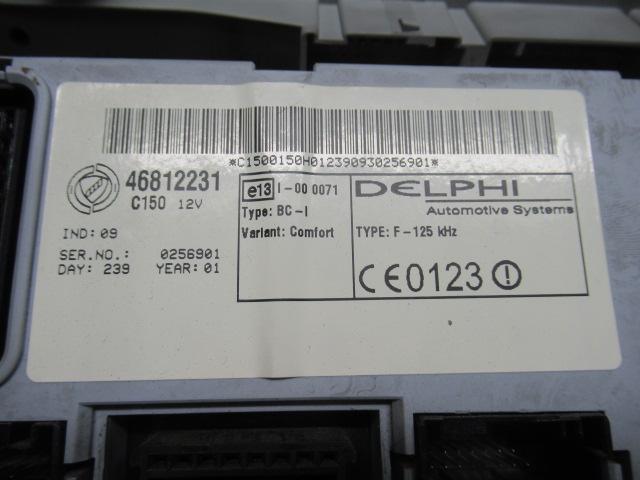 *C1500150H012390930256901*
46812231
C150 12V
IND: 09
SER.NO.: 0256901
DAY: 239 YEAR: 01
e13 I-00 0071
Type: BC-I
Variant: Comfort
DELPHI
Automotive Systems
TYPE: F-125 kHz
CE0123